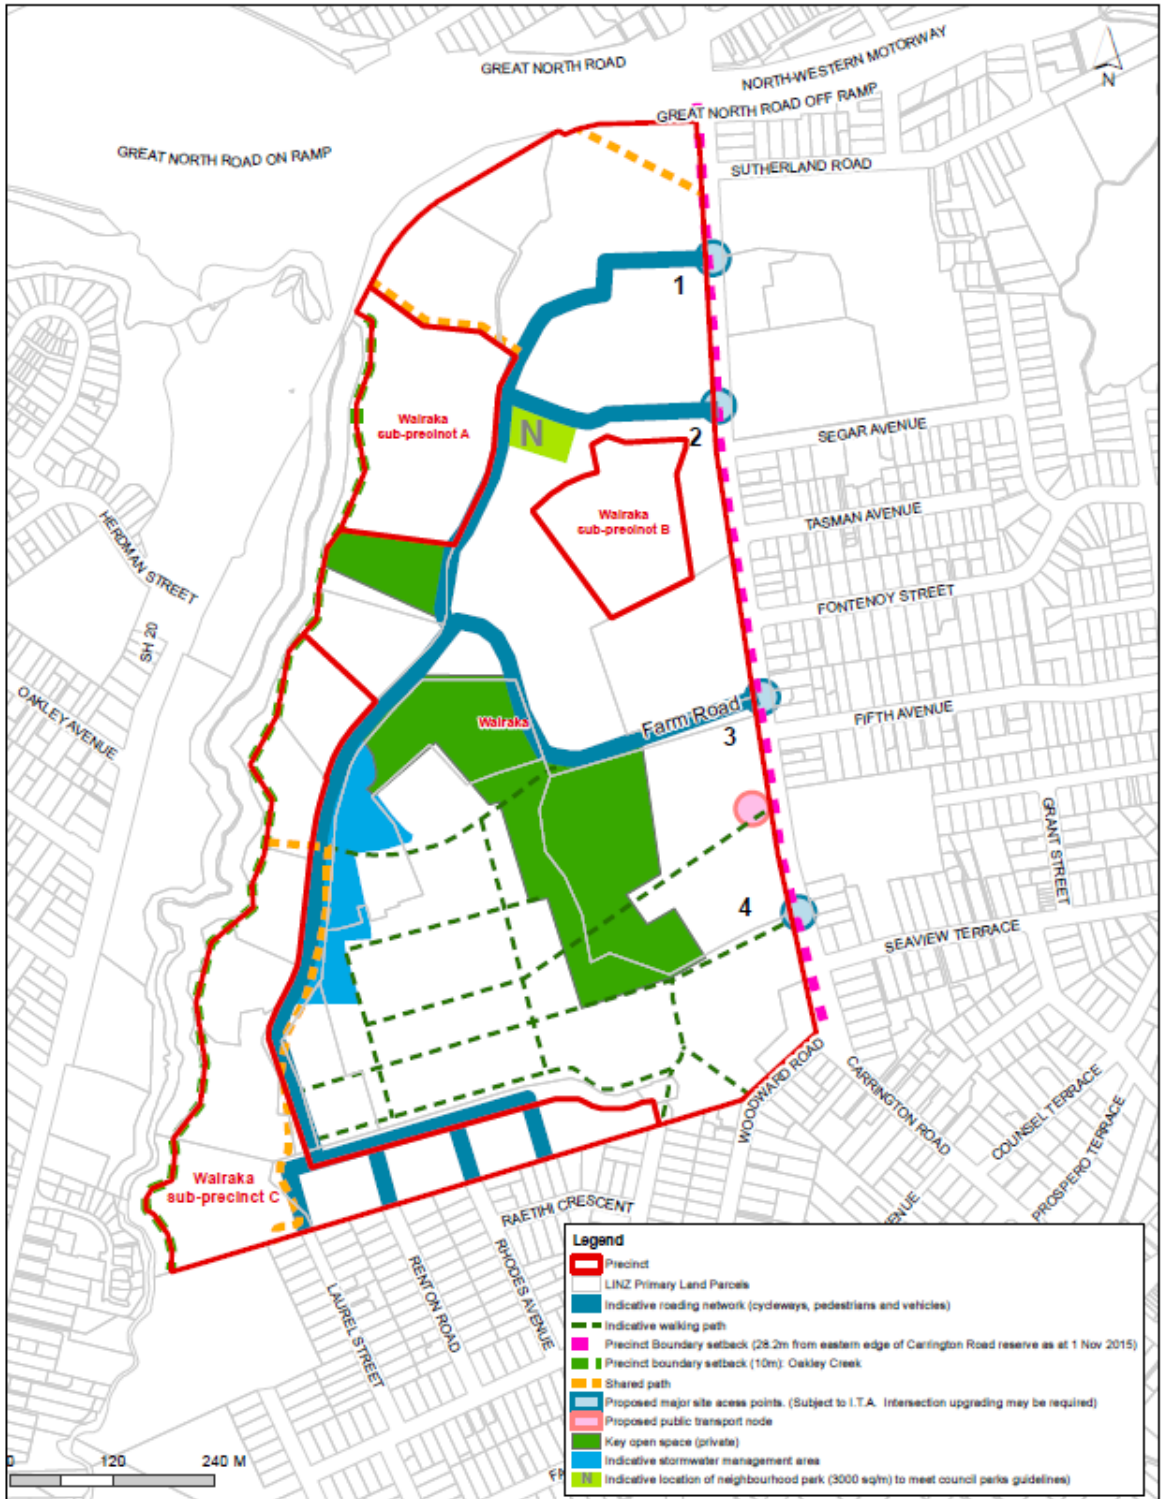 GREAT NORTH ROAD
NORTH-WESTERN MOTORWAY
N
GREAT NORTH ROAD OFF RAMP
GREAT NORTH ROAD ON RAMP
SUTHERLAND ROAD
1
Wairaka
sub-precinct A
N
2
SEGAR AVENUE
Wairaka
sub-precinct B
TASMAN AVENUE
HERDMAN STREET
FONTENOY STREET
SH 20
OAKLEY AVENUE
Wairaka
Farm Road
3
FIFTH AVENUE
GRANT STREET
4
SEAVIEW TERRACE
WOODWARD ROAD
CARRINGTON ROAD
COUNSEL TERRACE
PROSPERO TERRACE
Wairaka
sub-precinct C
RAETIHI CRESCENT
ENUE
RENTON ROAD
RHODES AVENUE
LAUREL STREET
Legend
Precinct
LINZ Primary Land Parcels
Indicative roading network (cycleways, pedestrians and vehicles)
Indicative walking path
Precinct Boundary setback (28.2m from eastern edge of Carrington Road reserve as at 1 Nov 2015)
Precinct boundary setback (10m): Oakley Creek
Shared path
Proposed major site acess points. (Subject to I.T.A. Intersection upgrading may be required)
Proposed public transport node
Key open space (private)
Indicative stormwater management area
N Indicative location of neighbourhood park (3000 sq/m) to meet council parks guidelines)
0 120 240 M